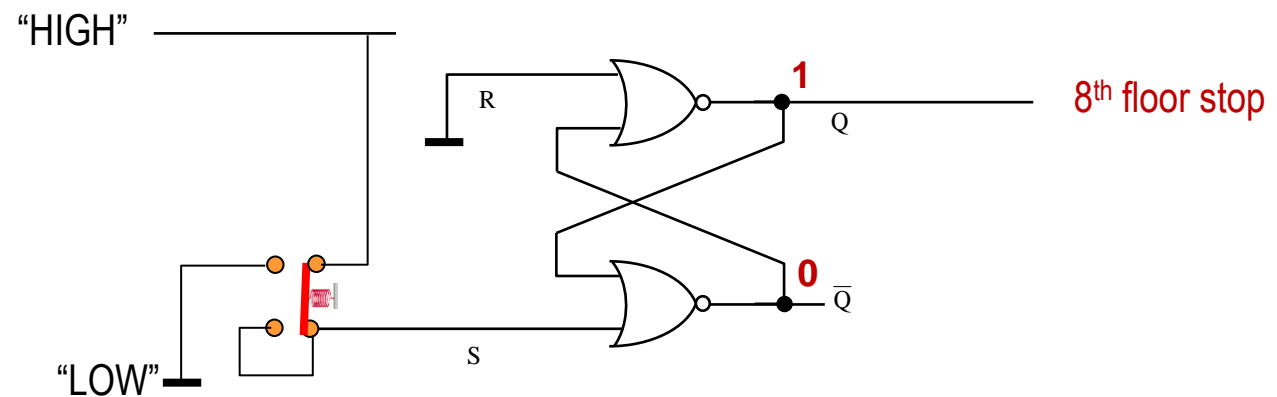 “HIGH”
1
R
Q
8th floor stop
0
Q̅
S
“LOW”